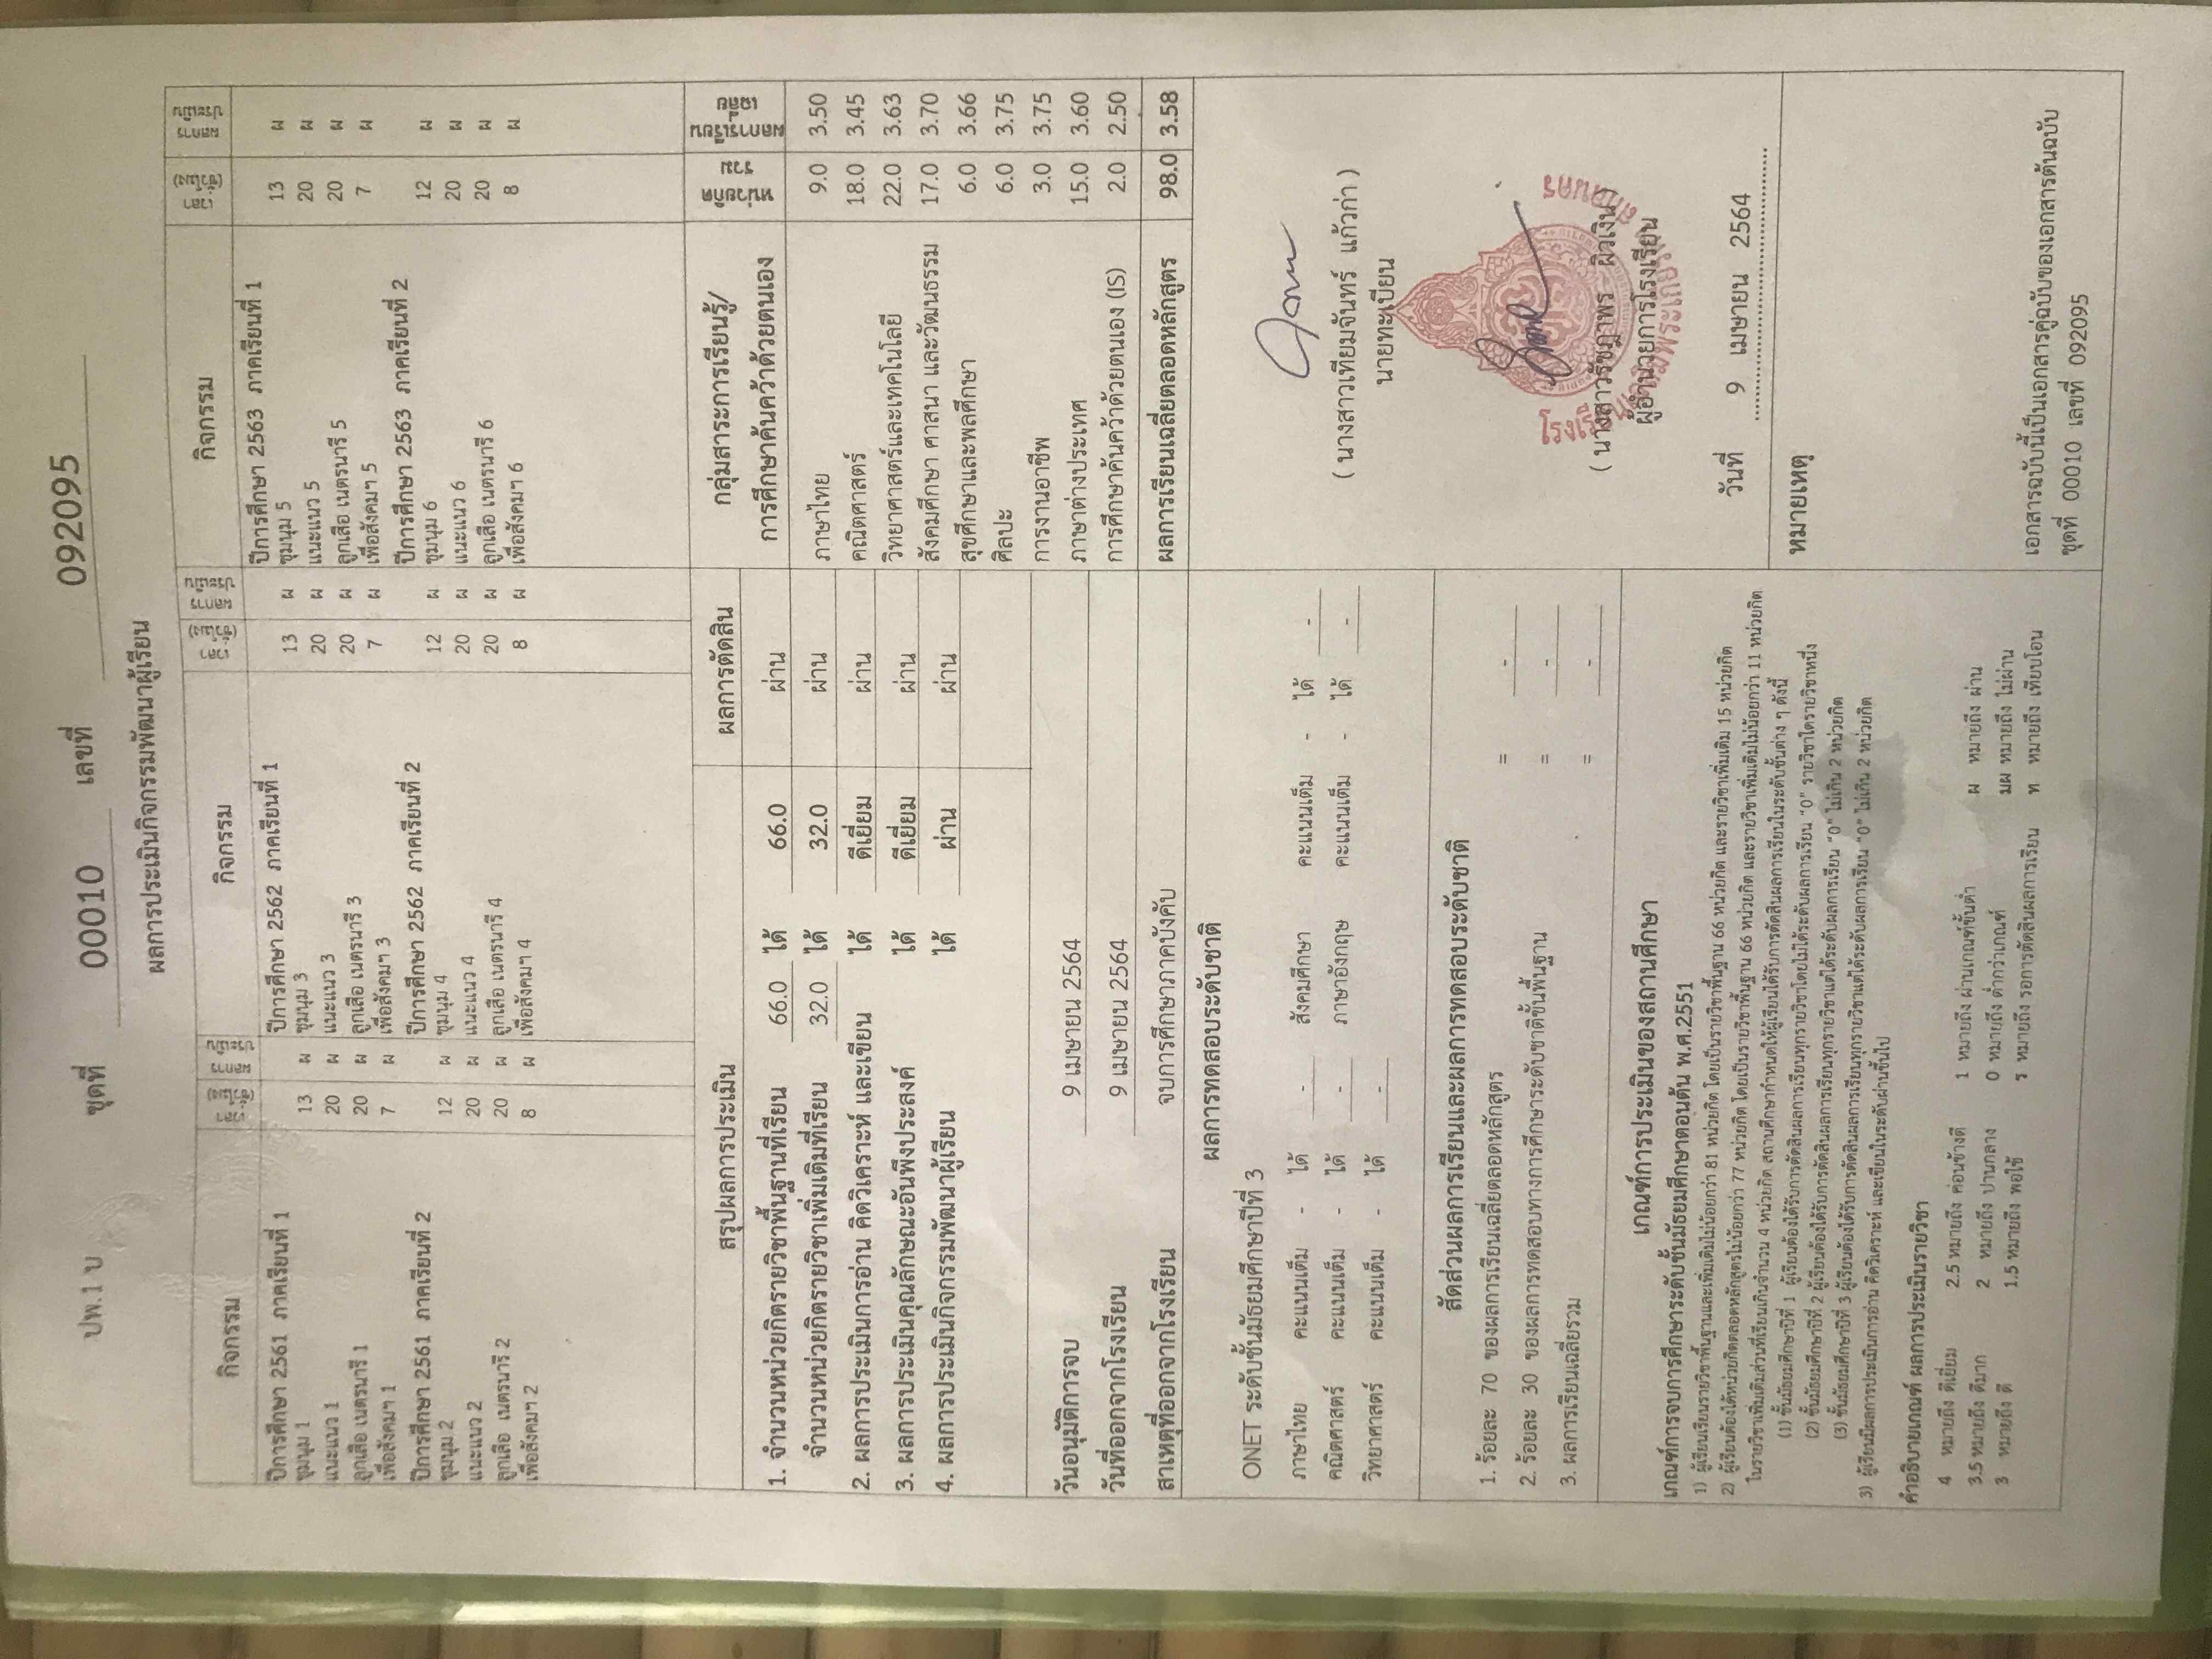 ปพ.1 บ ชุดที่ 00010 เลขที่ 092095
ผลการประเมินกิจกรรมพัฒนาผู้เรียน
กิจกรรม เวลา (ชั่วโมง) ผลการประเมิน กิจกรรม เวลา (ชั่วโมง) ผลการประเมิน กิจกรรม เวลา (ชั่วโมง) ผลการประเมิน
ปีการศึกษา 2561 ภาคเรียนที่ 1 ปีการศึกษา 2562 ภาคเรียนที่ 1 ปีการศึกษา 2563 ภาคเรียนที่ 1
ชุมนุม 1 13 ผ ชุมนุม 3 13 ผ ชุมนุม 5 13 ผ
แนะแนว 1 20 ผ แนะแนว 3 20 ผ แนะแนว 5 20 ผ
ลูกเสือ เนตรนารี 1 20 ผ ลูกเสือ เนตรนารี 3 20 ผ ลูกเสือ เนตรนารี 5 20 ผ
เพื่อสังคมฯ 1 7 ผ เพื่อสังคมฯ 3 7 ผ เพื่อสังคมฯ 5 7 ผ
ปีการศึกษา 2561 ภาคเรียนที่ 2 ปีการศึกษา 2562 ภาคเรียนที่ 2 ปีการศึกษา 2563 ภาคเรียนที่ 2
ชุมนุม 2 12 ผ ชุมนุม 4 12 ผ ชุมนุม 6 12 ผ
แนะแนว 2 20 ผ แนะแนว 4 20 ผ แนะแนว 6 20 ผ
ลูกเสือ เนตรนารี 2 20 ผ ลูกเสือ เนตรนารี 4 20 ผ ลูกเสือ เนตรนารี 6 20 ผ
เพื่อสังคมฯ 2 8 ผ เพื่อสังคมฯ 4 8 ผ เพื่อสังคมฯ 6 8 ผ
สรุปผลการประเมิน ผลการตัดสิน
1. จำนวนหน่วยกิตรายวิชาพื้นฐานที่เรียน 66.0 ได้ 66.0 ผ่าน
จำนวนหน่วยกิตรายวิชาเพิ่มเติมที่เรียน 32.0 ได้ 32.0 ผ่าน
2. ผลการประเมินการอ่าน คิดวิเคราะห์ และเขียน ได้ ดีเยี่ยม ผ่าน
3. ผลการประเมินคุณลักษณะอันพึงประสงค์ ได้ ดีเยี่ยม ผ่าน
4. ผลการประเมินกิจกรรมพัฒนาผู้เรียน ได้ ผ่าน ผ่าน
วันอนุมัติการจบ 9 เมษายน 2564
วันที่ออกจากโรงเรียน 9 เมษายน 2564
สาเหตุที่ออกจากโรงเรียน จบการศึกษาภาคบังคับ
กลุ่มสาระการเรียนรู้/ หน่วยกิต ผลการเรียน
การศึกษาค้นคว้าด้วยตนเอง รวม เฉลี่ย
ภาษาไทย 9.0 3.50
คณิตศาสตร์ 18.0 3.45
วิทยาศาสตร์และเทคโนโลยี 22.0 3.63
สังคมศึกษา ศาสนา และวัฒนธรรม 17.0 3.70
สุขศึกษาและพลศึกษา 6.0 3.66
ศิลปะ 6.0 3.75
การงานอาชีพ 3.0 3.75
ภาษาต่างประเทศ 15.0 3.60
การศึกษาค้นคว้าด้วยตนเอง (IS) 2.0 2.50
ผลการเรียนเฉลี่ยตลอดหลักสูตร 98.0 3.58
ผลการทดสอบระดับชาติ
ONET ระดับชั้นมัธยมศึกษาปีที่ 3
ภาษาไทย คะแนนเต็ม - ได้ - สังคมศึกษา คะแนนเต็ม - ได้ -
คณิตศาสตร์ คะแนนเต็ม - ได้ - ภาษาอังกฤษ คะแนนเต็ม - ได้ -
วิทยาศาสตร์ คะแนนเต็ม - ได้ -
สัดส่วนผลการเรียนและผลการทดสอบระดับชาติ
1. ร้อยละ 70 ของผลการเรียนเฉลี่ยตลอดหลักสูตร = -
2. ร้อยละ 30 ของผลการทดสอบทางการศึกษาระดับชาติขั้นพื้นฐาน = -
3. ผลการเรียนเฉลี่ยรวม = -
เกณฑ์การประเมินของสถานศึกษา
เกณฑ์การจบการศึกษาระดับชั้นมัธยมศึกษาตอนต้น พ.ศ.2551
1) ผู้เรียนเรียนรายวิชาพื้นฐานและเพิ่มเติมไม่น้อยกว่า 81 หน่วยกิต โดยเป็นรายวิชาพื้นฐาน 66 หน่วยกิต และรายวิชาเพิ่มเติม 15 หน่วยกิต
2) ผู้เรียนต้องได้หน่วยกิตตลอดหลักสูตรไม่น้อยกว่า 77 หน่วยกิต โดยเป็นรายวิชาพื้นฐาน 66 หน่วยกิต และรายวิชาเพิ่มเติมไม่น้อยกว่า 11 หน่วยกิต
ในรายวิชาเพิ่มเติมส่วนที่เรียนเกินจำนวน 4 หน่วยกิต สถานศึกษากำหนดให้ผู้เรียนได้รับการตัดสินผลการเรียนในระดับชั้นต่าง ๆ ดังนี้
(1) ชั้นมัธยมศึกษาปีที่ 1 ผู้เรียนต้องได้รับการตัดสินผลการเรียนทุกรายวิชาโดยไม่ได้ระดับผลการเรียน "0" รายวิชาใดรายวิชาหนึ่ง
(2) ชั้นมัธยมศึกษาปีที่ 2 ผู้เรียนต้องได้รับการตัดสินผลการเรียนทุกรายวิชาแต่ได้ระดับผลการเรียน "0" ไม่เกิน 2 หน่วยกิต
(3) ชั้นมัธยมศึกษาปีที่ 3 ผู้เรียนต้องได้รับการตัดสินผลการเรียนทุกรายวิชาแต่ได้ระดับผลการเรียน "0" ไม่เกิน 2 หน่วยกิต
3) ผู้เรียนมีผลการประเมินการอ่าน คิดวิเคราะห์ และเขียนในระดับผ่านขึ้นไป
คำอธิบายเกณฑ์ ผลการประเมินรายวิชา
4 หมายถึง ดีเยี่ยม 2.5 หมายถึง ค่อนข้างดี 1 หมายถึง ผ่านเกณฑ์ขั้นต่ำ ผ หมายถึง ผ่าน
3.5 หมายถึง ดีมาก 2 หมายถึง ปานกลาง 0 หมายถึง ต่ำกว่าเกณฑ์ มผ หมายถึง ไม่ผ่าน
3 หมายถึง ดี 1.5 หมายถึง พอใช้ ร หมายถึง รอการตัดสินผลการเรียน ท หมายถึง เทียบโอน
( นางสาวเทียมจันทร์ แก้วก่า )
นายทะเบียน
( นางสาวรัชฎาพร ผิวเงิน )
ผู้อำนวยการโรงเรียน
วันที่ 9 เมษายน 2564
หมายเหตุ
เอกสารฉบับนี้เป็นเอกสารคู่ฉบับของเอกสารต้นฉบับ
ชุดที่ 00010 เลขที่ 092095